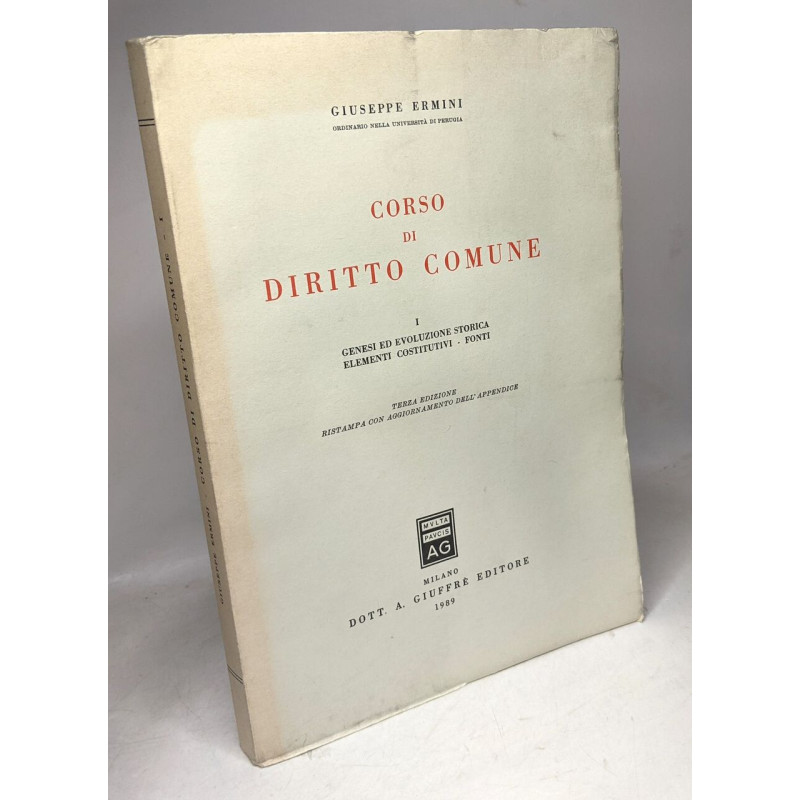 GIUSEPPE ERMINI
ORDINARIO NELLA UNIVERSITÀ DI PERUGIA
CORSO
DI
DIRITTO COMUNE
I
GENESI ED EVOLUZIONE STORICA
ELEMENTI COSTITUTIVI - FONTI
TERZA EDIZIONE
RISTAMPA CON AGGIORNAMENTO DELL'APPENDICE
MVLTA
PAVCIS
AG
MILANO
DOTT. A. GIUFFRÈ EDITORE
1989
GIUSEPPE ERMINI - CORSO DI DIRITTO COMUNE - I